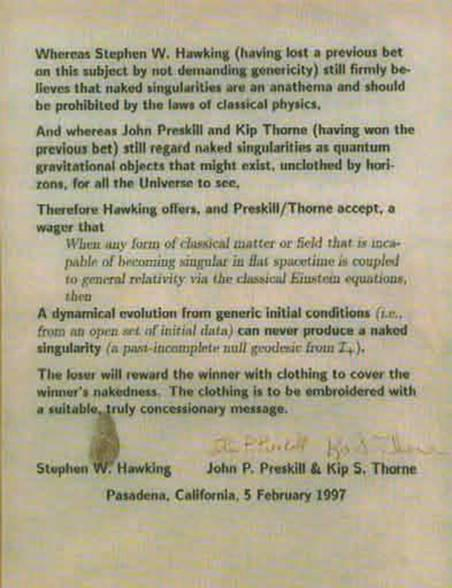 Whereas Stephen W. Hawking (having lost a previous bet
on this subject by not demanding genericity) still firmly be-
lieves that naked singularities are an anathema and should
be prohibited by the laws of classical physics,
And whereas John Preskill and Kip Thorne (having won the
previous bet) still regard naked singularities as quantum
gravitational objects that might exist, unclothed by hori-
zons, for all the Universe to see,
Therefore Hawking offers, and Preskill/Thorne accept, a
wager that
When any form of classical matter or field that is inca-
pable of becoming singular in flat spacetime is coupled
to general relativity via the classical Einstein equations,
then
A dynamical evolution from generic initial conditions (i.e.,
from an open set of initial data) can never produce a naked
singularity (a past-incomplete null geodesic from I₊).
The loser will reward the winner with clothing to cover the
winner's nakedness. The clothing is to be embroidered with
a suitable, truly concessionary message.
John P. Preskill Kip S. Thorne
Stephen W. Hawking John P. Preskill & Kip S. Thorne
Pasadena, California, 5 February 1997